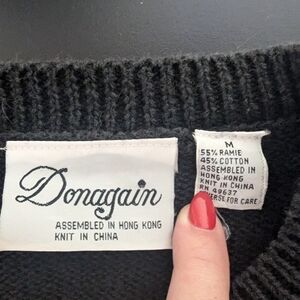 Donagain
ASSEMBLED IN HONG KONG
KNIT IN CHINA
M
55% RAMIE
45% COTTON
ASSEMBLED IN
HONG KONG
KNIT IN CHINA
RN 49637
FOR CARE